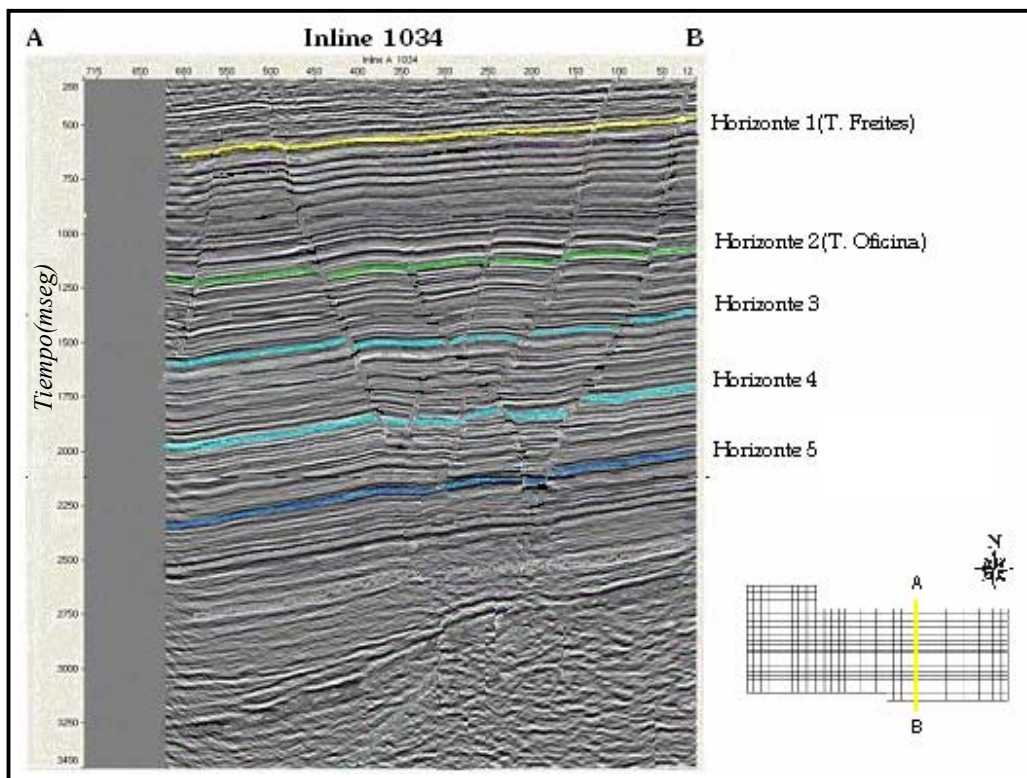 A Inline 1034 B
Inline A 1034
715 650 600 550 500 450 400 350 300 250 200 150 100 50 12
250
500
750
1000
1250
1500
1750
2000
2250
2500
2750
3000
3250
Tiempo(mseg)
Horizonte 1(T. Freites)
Horizonte 2(T. Oficina)
Horizonte 3
Horizonte 4
Horizonte 5
N
A
B